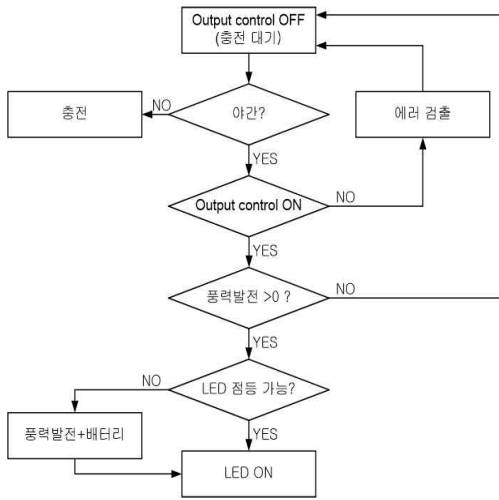 Output control OFF
(충전 대기)
NO
충전
야간?
에러 검출
YES
Output control ON
NO
YES
풍력발전 >0 ?
NO
YES
NO
LED 점등 가능?
풍력발전+배터리
YES
LED ON